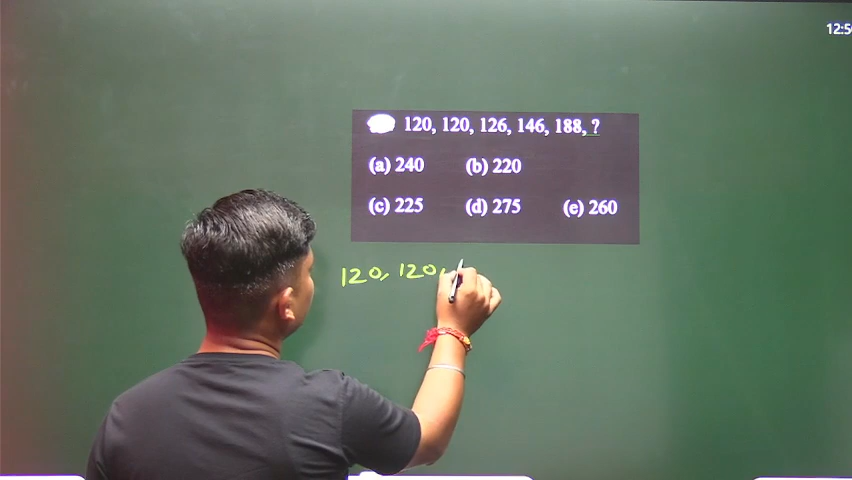 12:5
120, 120, 126, 146, 188, ?
(a) 240 (b) 220
(c) 225 (d) 275 (e) 260
120, 120,